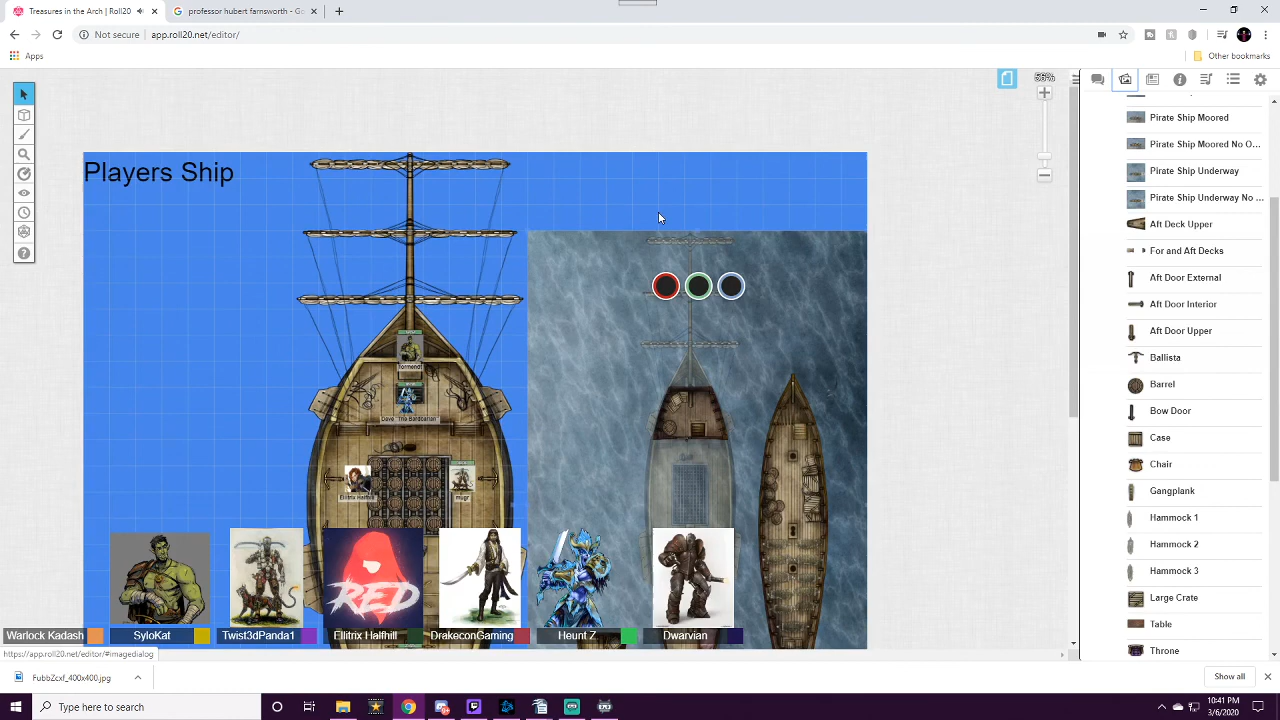 Treasures in the Arch | Roll20
professor hubert farnsworth - Go
Not secure | app.roll20.net/editor/
Apps
Other bookmarks
Players Ship
Pirate Ship Moored
Pirate Ship Moored No O...
Pirate Ship Underway
Pirate Ship Underway No ...
Aft Deck Upper
For and Aft Decks
Aft Door External
Aft Door Interior
Aft Door Upper
Ballista
Barrel
Bow Door
Case
Chair
Gangplank
Hammock 1
Hammock 2
Hammock 3
Large Crate
Table
Throne
Ellitrix Halfhill
mugr
RED
Warlock Kadash
SyloKat
Twist3dPanda1
Ellitrix Halfhill
DrakeconGaming
Heunt Z
Dwarvian
https://app.roll20.net/editor/#imagedialog
FubbZcxf_400x400.jpg
Show all
Type here to search
10:41 PM
3/6/2020